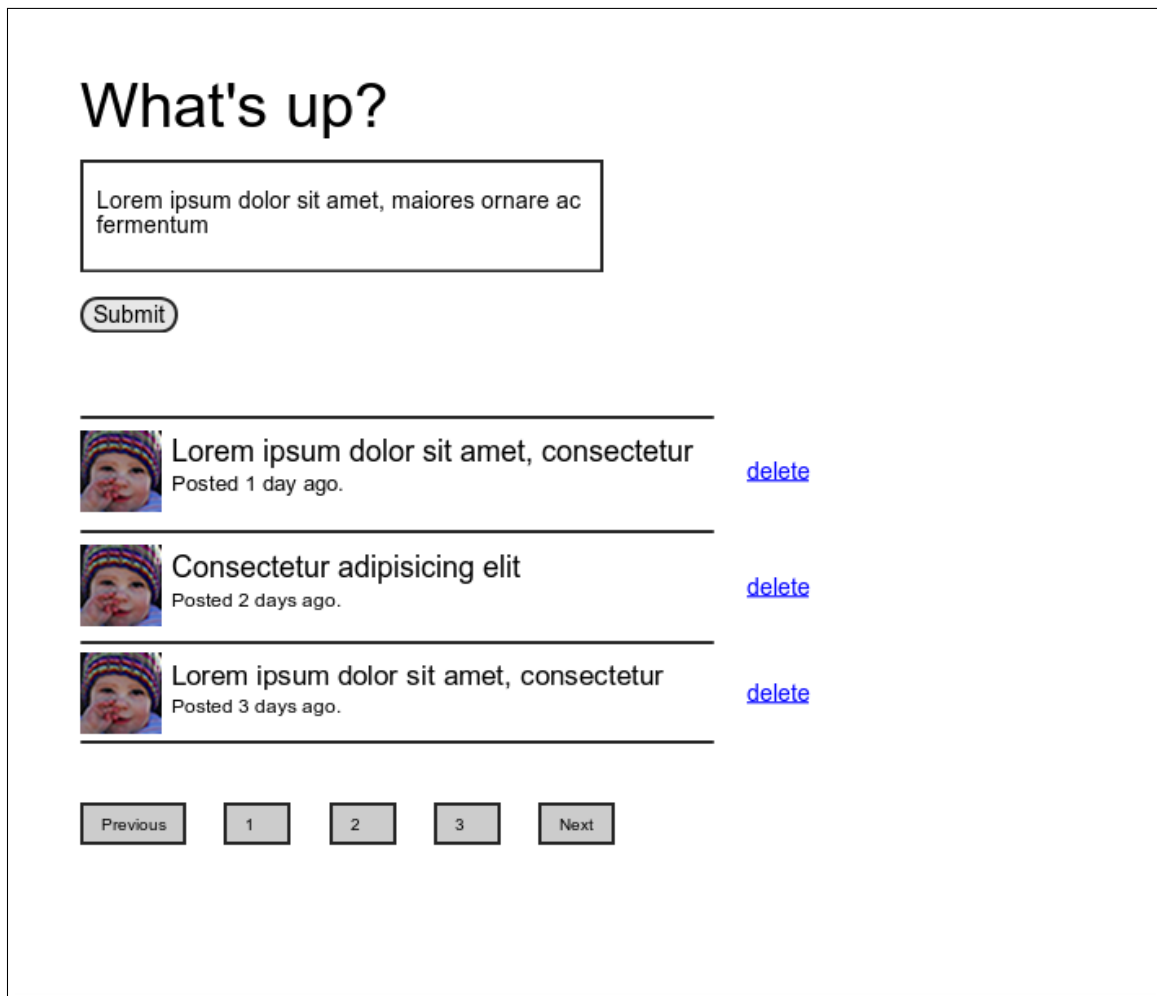 What's up?
Lorem ipsum dolor sit amet, maiores ornare ac
fermentum
Submit
Lorem ipsum dolor sit amet, consectetur
Posted 1 day ago.
delete
Consectetur adipisicing elit
Posted 2 days ago.
delete
Lorem ipsum dolor sit amet, consectetur
Posted 3 days ago.
delete
Previous 1 2 3 Next